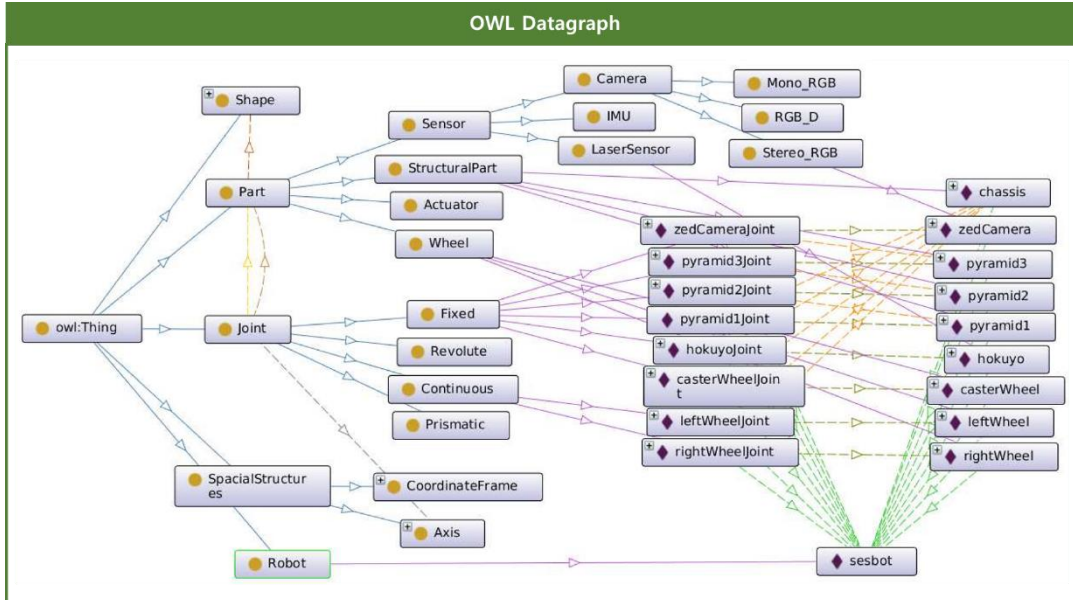 OWL Datagraph
Shape
Part
owl:Thing
Joint
SpacialStructur
es
Robot
Sensor
StructuralPart
Actuator
Wheel
Fixed
Revolute
Continuous
Prismatic
CoordinateFrame
Axis
Camera
IMU
LaserSensor
Mono_RGB
RGB_D
Stereo_RGB
zedCameraJoint
pyramid3Joint
pyramid2Joint
pyramid1Joint
hokuyoJoint
casterWheelJoin
t
leftWheelJoint
rightWheelJoint
chassis
zedCamera
pyramid3
pyramid2
pyramid1
hokuyo
casterWheel
leftWheel
rightWheel
sesbot